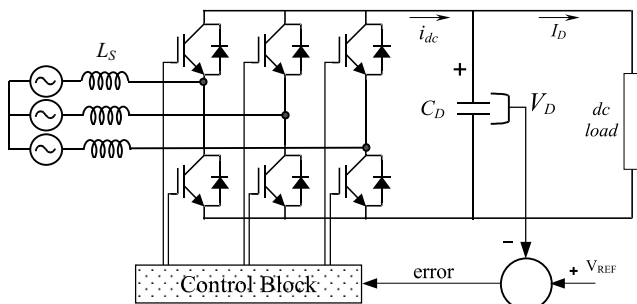 L_S
i_dc
I_D
+
C_D
V_D
dc
load
−
+ V_REF
error
Control Block